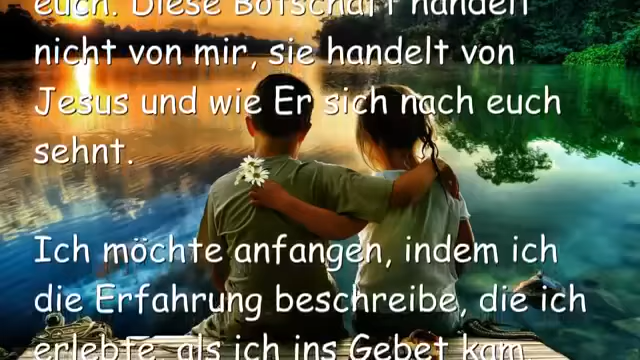 euch. Diese Botschaft handelt
nicht von mir, sie handelt von
Jesus und wie Er sich nach euch
sehnt.
Ich möchte anfangen, indem ich
die Erfahrung beschreibe, die ich
erlebte, als ich ins Gebet kam